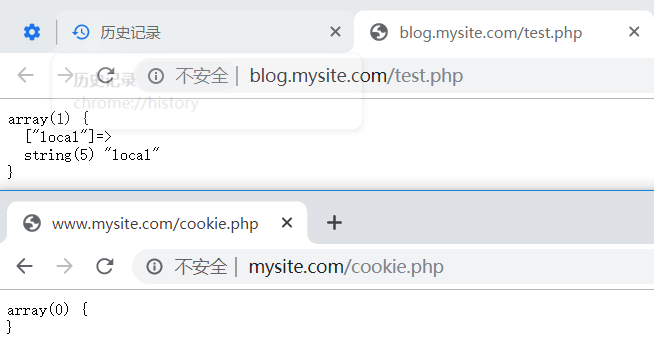 历史记录
blog.mysite.com/test.php
历史记录
chrome://history
不安全 | blog.mysite.com/test.php
array(1) {
  ["local"]=>
  string(5) "local"
}
www.mysite.com/cookie.php
不安全 | mysite.com/cookie.php
array(0) {
}